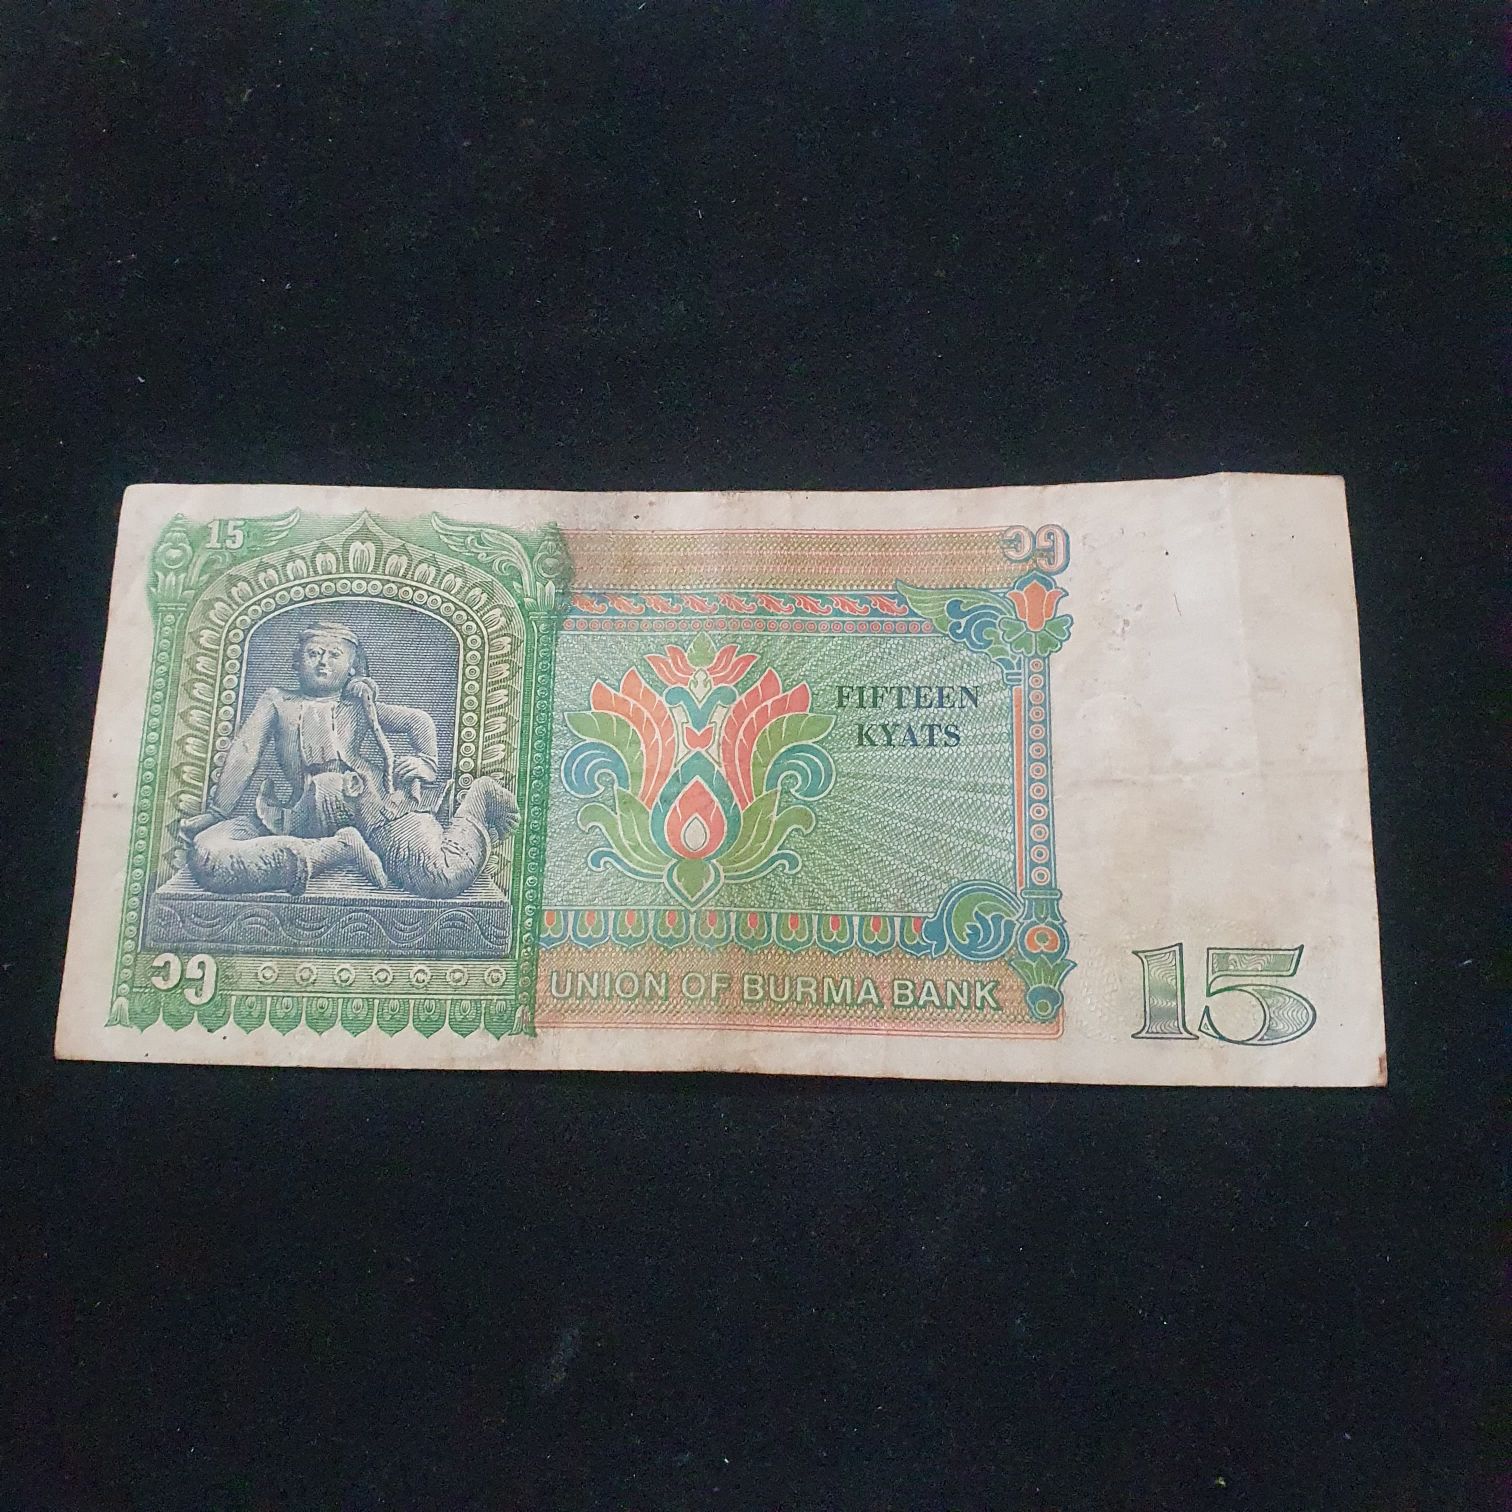 15
၁၅
FIFTEEN
KYATS
၁၅
UNION OF BURMA BANK
15